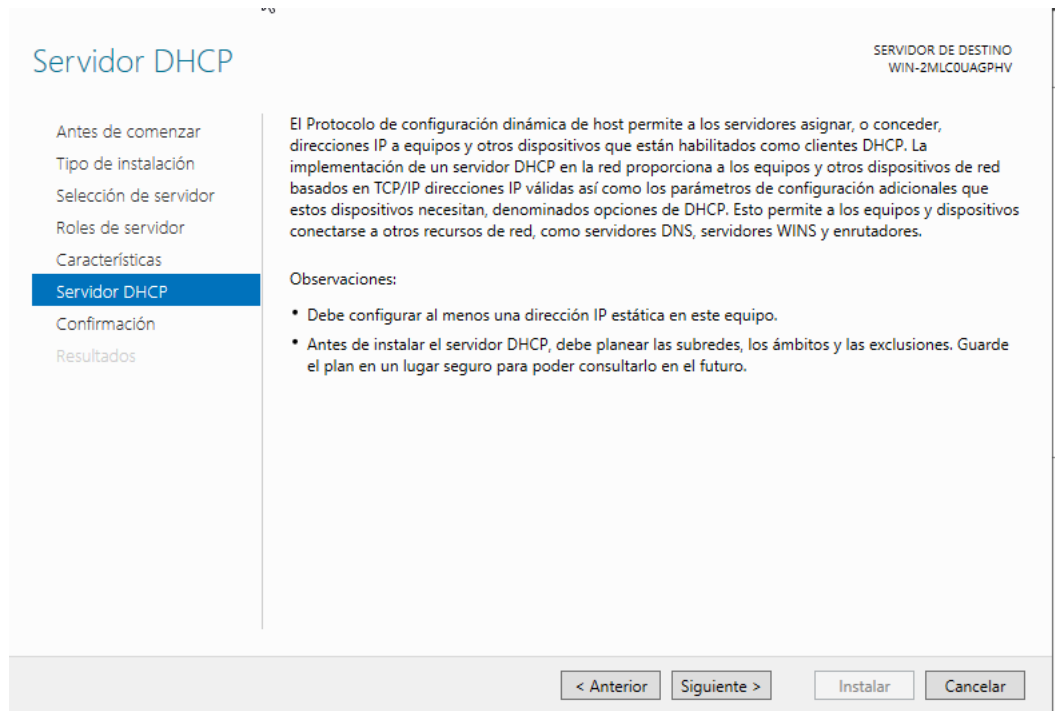 Servidor DHCP
SERVIDOR DE DESTINO
WIN-2MLC0UAGPHV
Antes de comenzar
Tipo de instalación
Selección de servidor
Roles de servidor
Características
Servidor DHCP
Confirmación
Resultados
El Protocolo de configuración dinámica de host permite a los servidores asignar, o conceder,
direcciones IP a equipos y otros dispositivos que están habilitados como clientes DHCP. La
implementación de un servidor DHCP en la red proporciona a los equipos y otros dispositivos de red
basados en TCP/IP direcciones IP válidas así como los parámetros de configuración adicionales que
estos dispositivos necesitan, denominados opciones de DHCP. Esto permite a los equipos y dispositivos
conectarse a otros recursos de red, como servidores DNS, servidores WINS y enrutadores.
Observaciones:
• Debe configurar al menos una dirección IP estática en este equipo.
• Antes de instalar el servidor DHCP, debe planear las subredes, los ámbitos y las exclusiones. Guarde
el plan en un lugar seguro para poder consultarlo en el futuro.
< Anterior
Siguiente >
Instalar
Cancelar